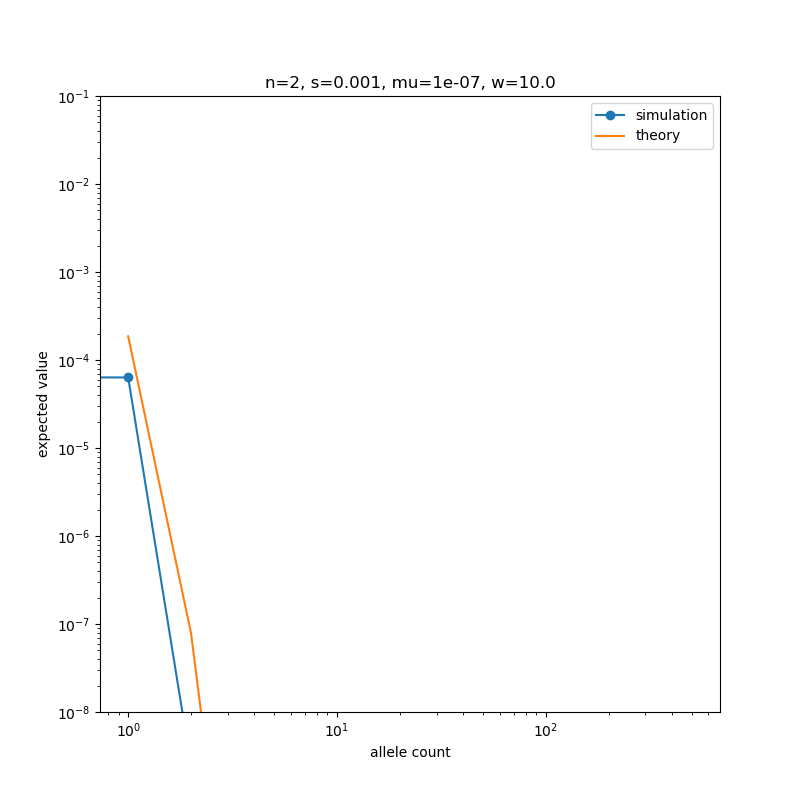 n=2, s=0.001, mu=1e-07, w=10.0
simulation
theory
10⁻¹
10⁻²
10⁻³
10⁻⁴
10⁻⁵
10⁻⁶
10⁻⁷
10⁻⁸
expected value
10⁰
10¹
10²
allele count